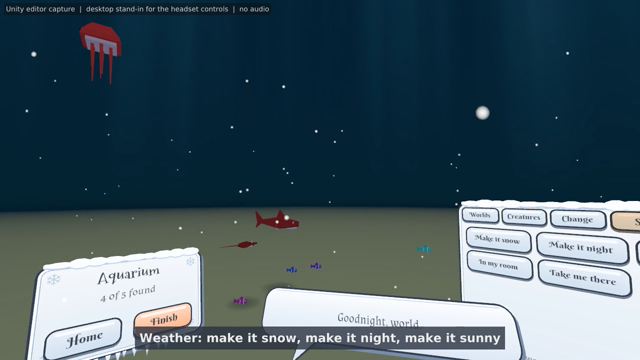 Unity editor capture | desktop stand-in for the headset controls | no audio
Worlds
Creatures
Change
Make it snow
Make it night
In my room
Take me there
Aquarium
4 of 5 found
Home
Finish
Goodnight, world
Weather: make it snow, make it night, make it sunny